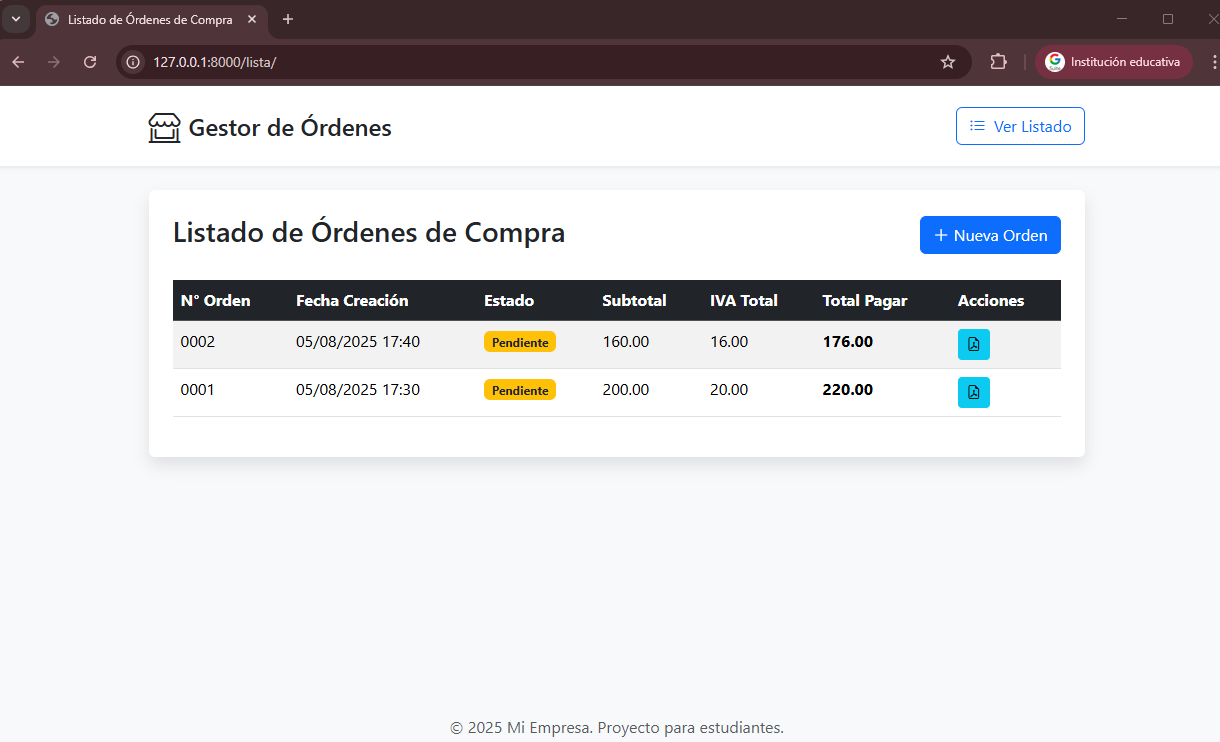 Listado de Órdenes de Compra
127.0.0.1:8000/lista/
Institución educativa
Gestor de Órdenes
Ver Listado
Listado de Órdenes de Compra
+ Nueva Orden
N° Orden Fecha Creación Estado Subtotal IVA Total Total Pagar Acciones
0002 05/08/2025 17:40 Pendiente 160.00 16.00 176.00
0001 05/08/2025 17:30 Pendiente 200.00 20.00 220.00
© 2025 Mi Empresa. Proyecto para estudiantes.